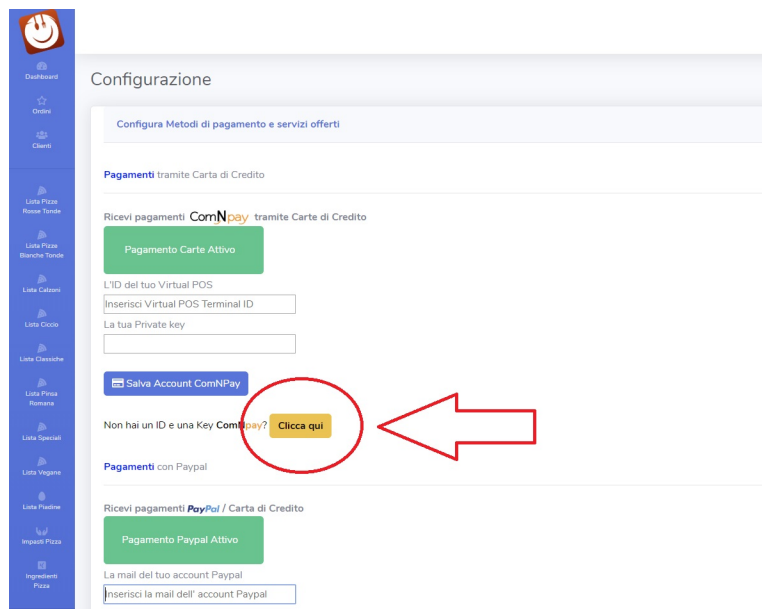 Dashboard
Ordini
Clienti
Lista Pizze
Rosse Tonde
Lista Pizze
Bianche Tonde
Lista Calzoni
Lista Ciccio
Lista Classiche
Lista Pinsa
Romana
Lista Speciali
Lista Vegane
Lista Piadine
Impasti Pizza
Ingredienti
Pizza
Configurazione
Configura Metodi di pagamento e servizi offerti
Pagamenti tramite Carta di Credito
Ricevi pagamenti ComNpay tramite Carte di Credito
Pagamento Carte Attivo
L'ID del tuo Virtual POS
Inserisci Virtual POS Terminal ID
La tua Private key
Salva Account ComNPay
Non hai un ID e una Key ComNpay? Clicca qui
Pagamenti con Paypal
Ricevi pagamenti PayPal / Carta di Credito
Pagamento Paypal Attivo
La mail del tuo account Paypal
Inserisci la mail dell' account Paypal